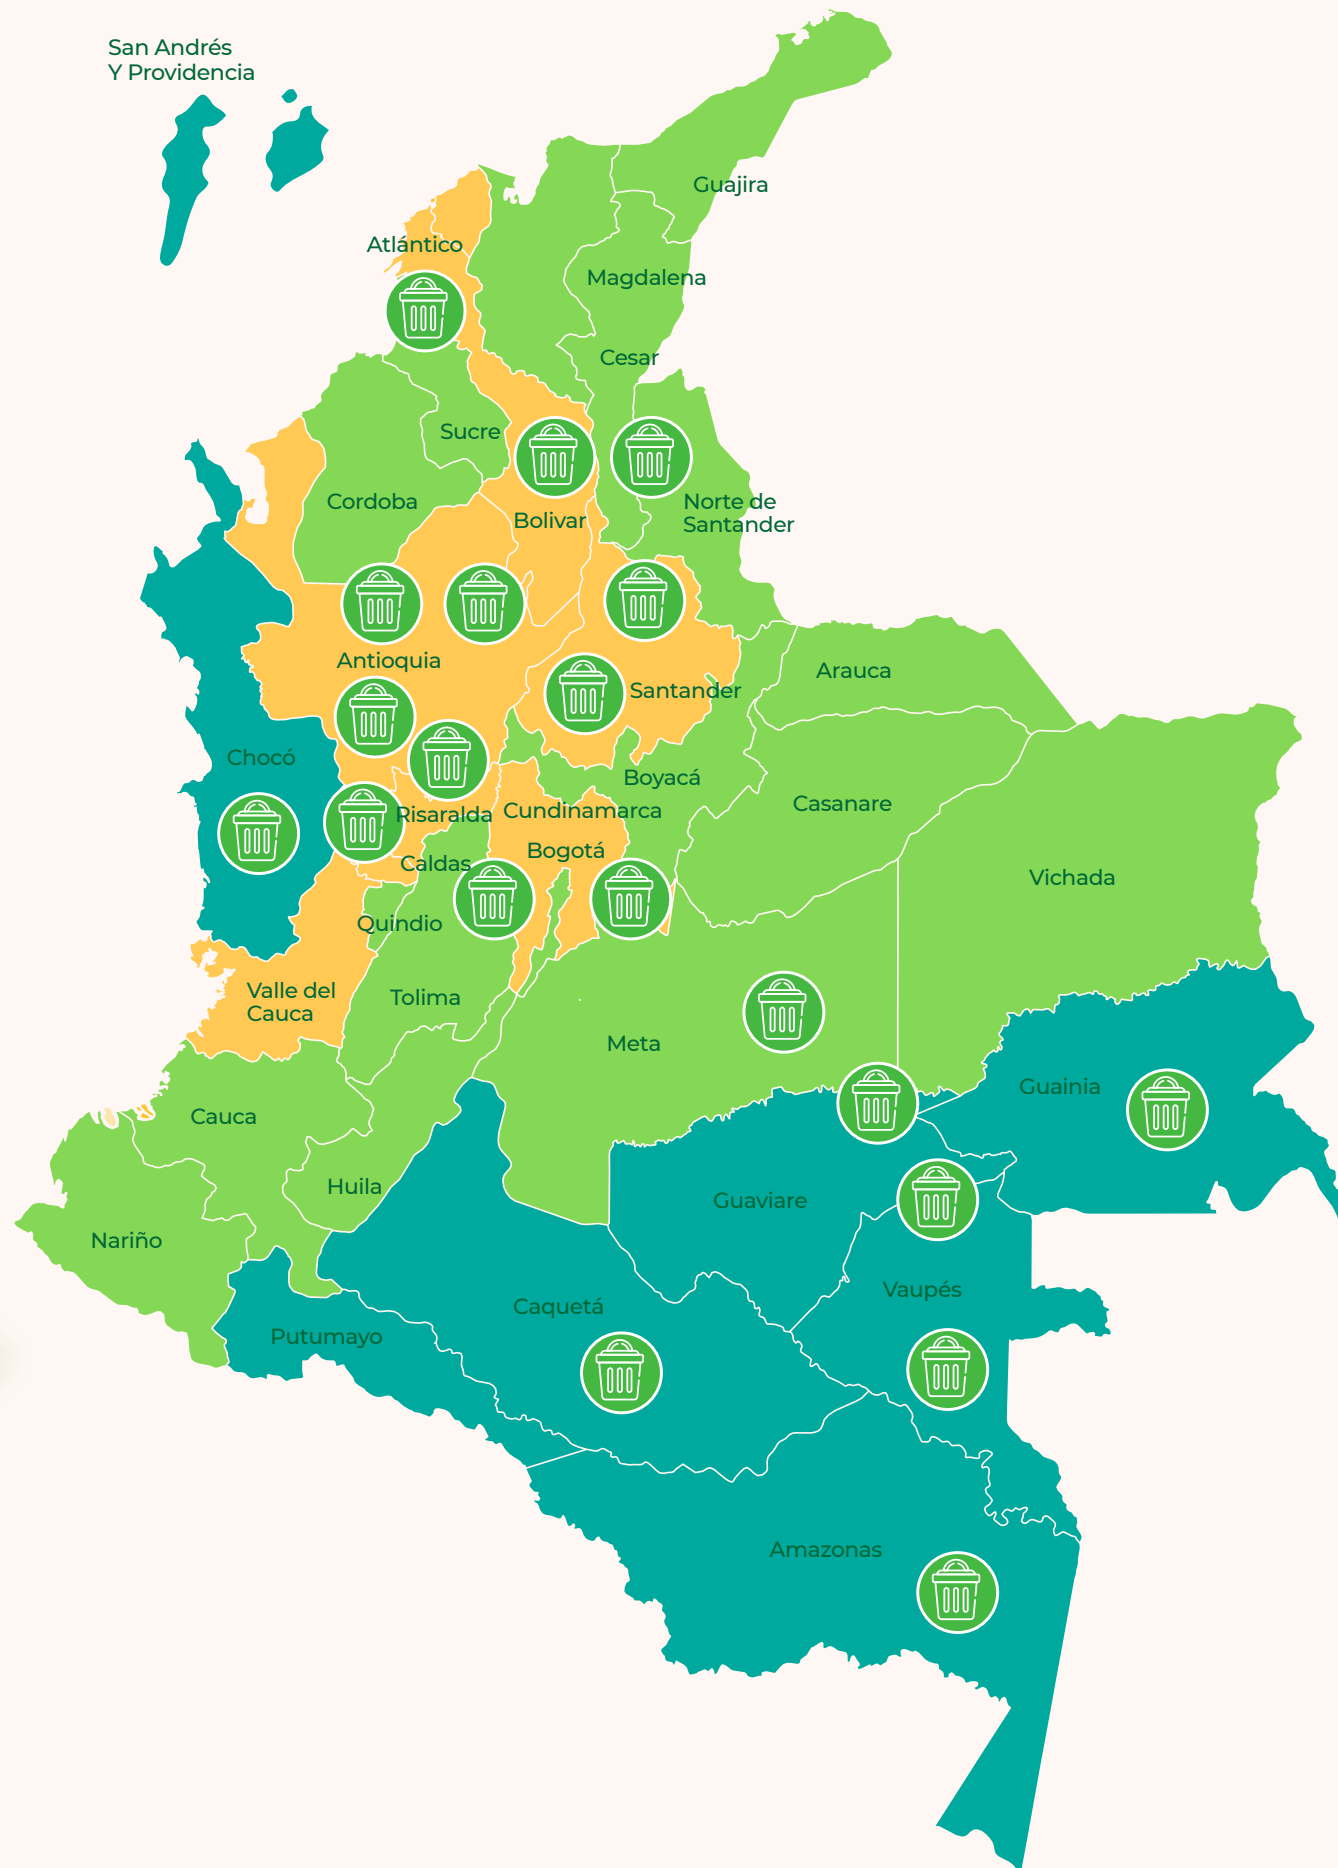 San Andrés
Y Providencia
Guajira
Atlántico
Magdalena
Cesar
Sucre
Cordoba
Norte de
Santander
Bolivar
Antioquia
Arauca
Santander
Chocó
Boyacá
Casanare
Cundinamarca
Risaralda
Bogotá
Caldas
Vichada
Quindio
Valle del
Cauca
Tolima
Meta
Guainia
Cauca
Huila
Guaviare
Nariño
Vaupés
Caquetá
Putumayo
Amazonas